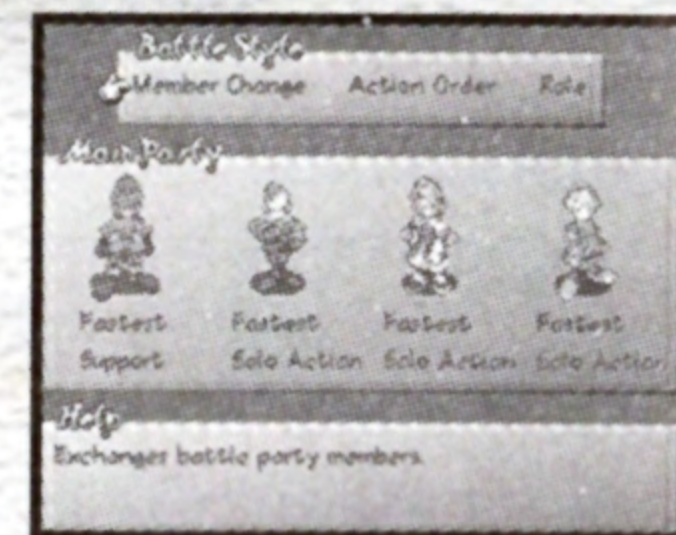 Battle Style
Member Change Action Order Role
Main Party
Fastest Fastest Fastest Fastest
Support Solo Action Solo Action Solo Action
Help
Exchanges battle party members.